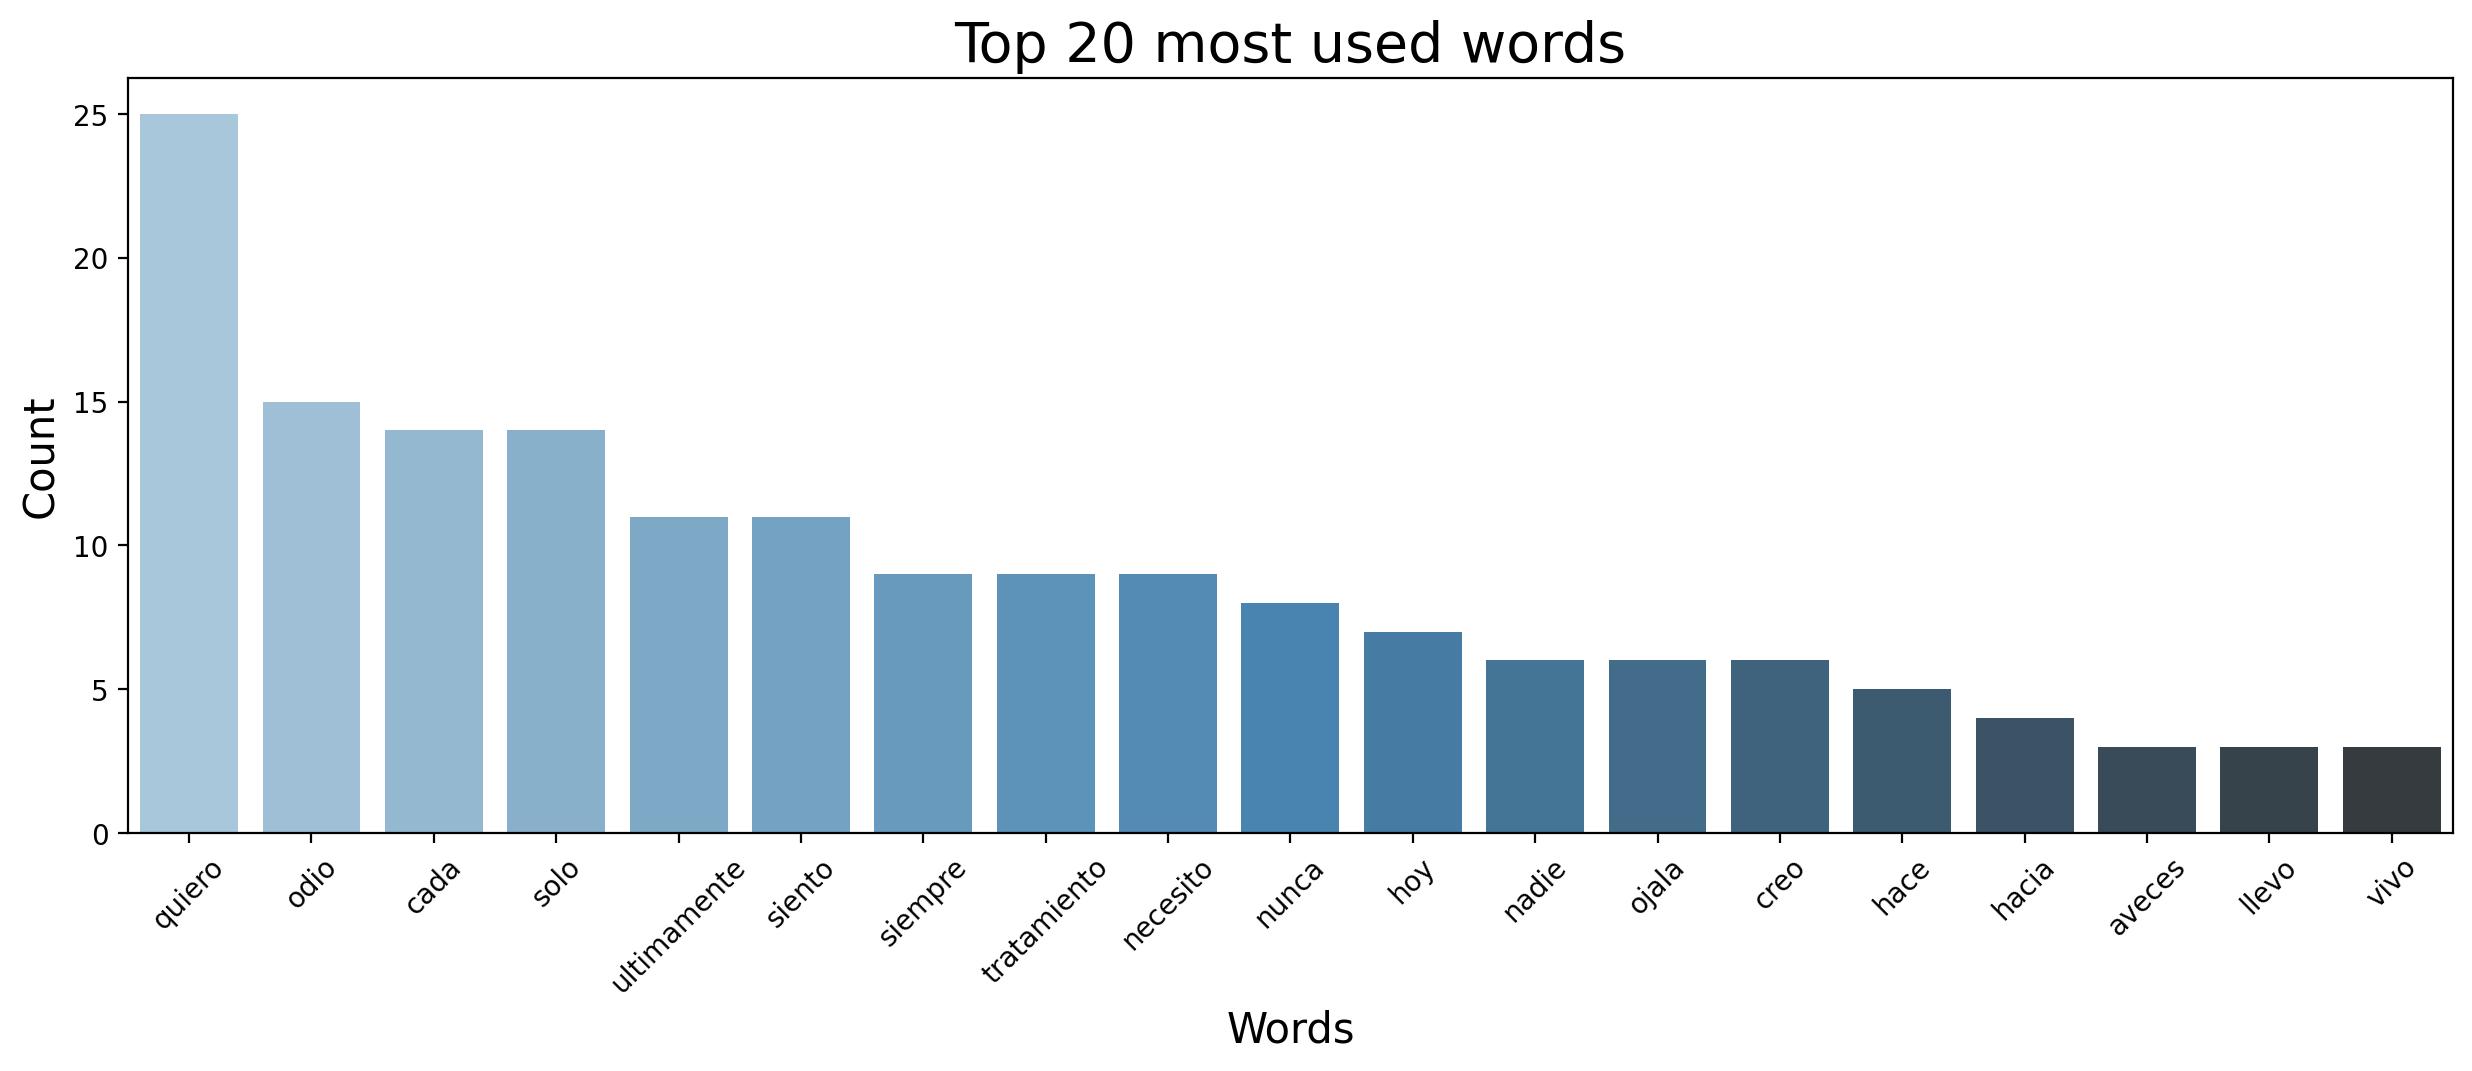 Top 20 most used words
Count
25
20
15
10
5
0
quiero
odio
cada
solo
ultimamente
siento
siempre
tratamiento
necesito
nunca
hoy
nadie
ojala
creo
hace
hacia
aveces
llevo
vivo
Words